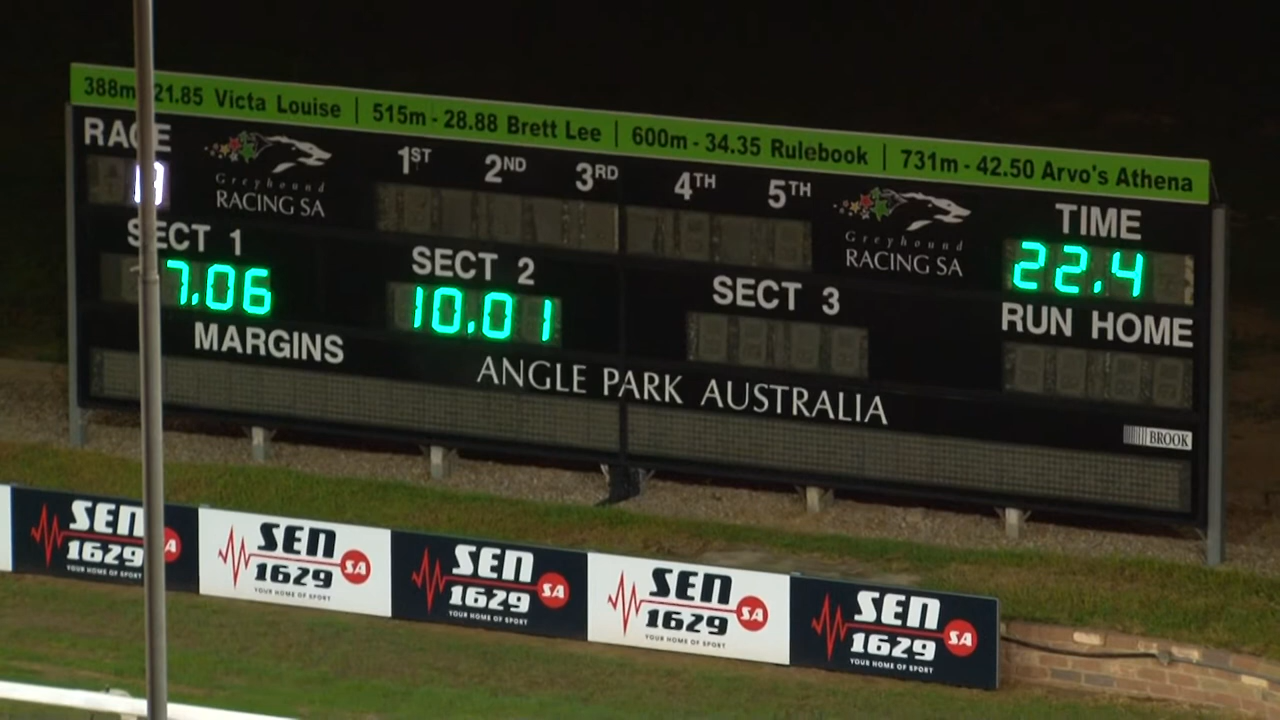 388m - 21.85 Victa Louise | 515m - 28.88 Brett Lee | 600m - 34.35 Rulebook | 731m - 42.50 Arvo's Athena
RACE
Greyhound
RACING SA
1ST 2ND 3RD 4TH 5TH
Greyhound
RACING SA
TIME
22.4
SECT 1
7.06
SECT 2
10.01
SECT 3
RUN HOME
MARGINS
ANGLE PARK AUSTRALIA
BROOK
SEN
1629
A
YOUR HOME OF SPORT
SEN
1629 SA
YOUR HOME OF SPORT
SEN
1629 SA
YOUR HOME OF SPORT
SEN
1629 SA
YOUR HOME OF SPORT
SEN
1629 SA
YOUR HOME OF SPORT